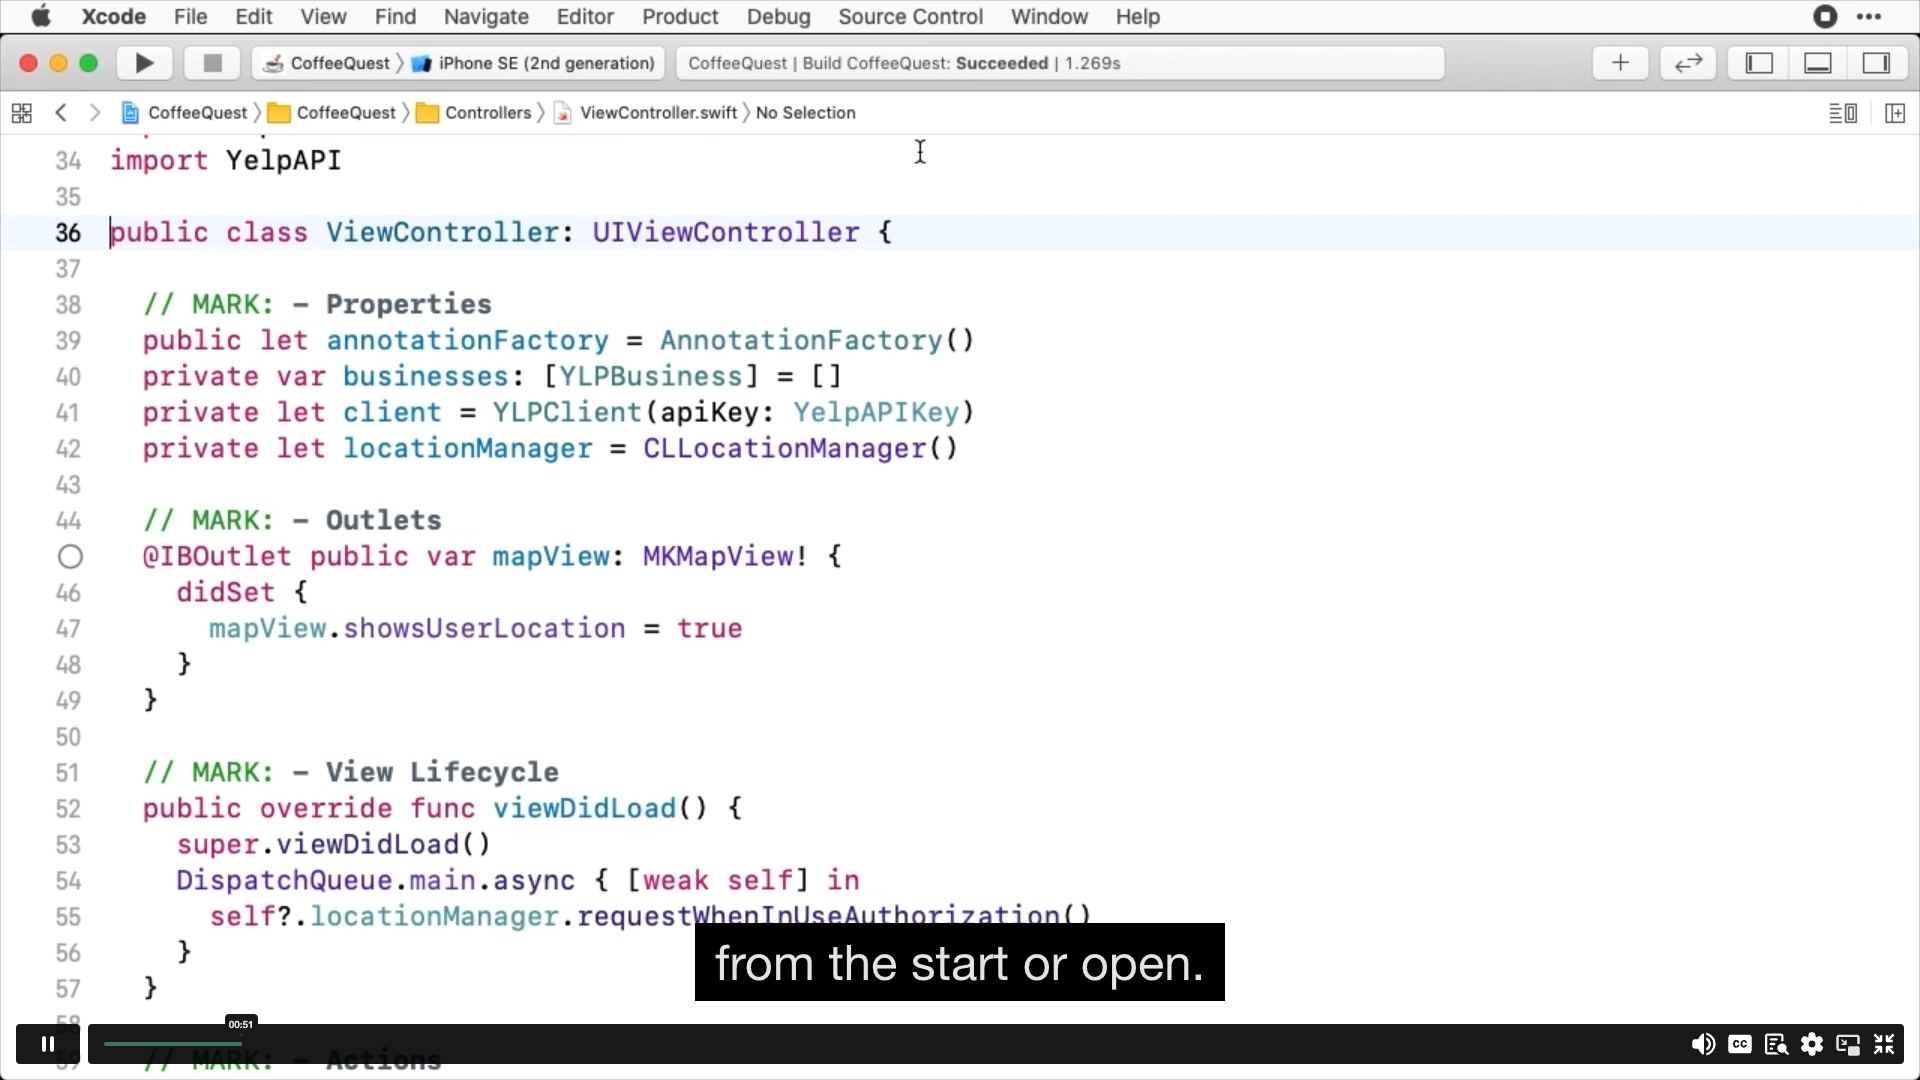 Xcode File Edit View Find Navigate Editor Product Debug Source Control Window Help
CoffeeQuest iPhone SE (2nd generation) CoffeeQuest | Build CoffeeQuest: Succeeded | 1.269s
CoffeeQuest CoffeeQuest Controllers ViewController.swift No Selection
34 import YelpAPI
35
36 public class ViewController: UIViewController {
37
38 // MARK: - Properties
39 public let annotationFactory = AnnotationFactory()
40 private var businesses: [YLPBusiness] = []
41 private let client = YLPClient(apiKey: YelpAPIKey)
42 private let locationManager = CLLocationManager()
43
44 // MARK: - Outlets
@IBOutlet public var mapView: MKMapView! {
46 didSet {
47 mapView.showsUserLocation = true
48 }
49 }
50
51 // MARK: - View Lifecycle
52 public override func viewDidLoad() {
53 super.viewDidLoad()
54 DispatchQueue.main.async { [weak self] in
55 self?.locationManager.requestWhenInUseAuthorization()
56 }
from the start or open.
57 }
58
00:51
CC
59 // MARK: - Actions